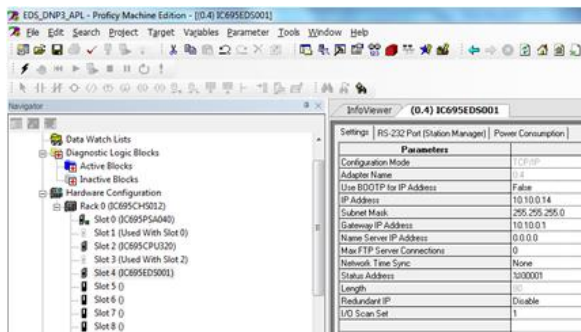 EDS_DNP3_APL - Proficy Machine Edition - [(0.4) IC695EDS001]
File Edit Search Project Target Variables Parameter Tools Window Help
Navigator
InfoViewer (0.4) IC695EDS001
Settings RS-232 Port (Station Manager) Power Consumption
Data Watch Lists
Diagnostic Logic Blocks
Active Blocks
Inactive Blocks
Hardware Configuration
Rack 0 (IC695CHS012)
Slot 0 (IC695PSA040)
Slot 1 (Used With Slot 0)
Slot 2 (IC695CPU320)
Slot 3 (Used With Slot 2)
Slot 4 (IC695EDS001)
Slot 5 ()
Slot 6 ()
Slot 7 ()
Slot 8 ()
Parameters
Configuration Mode TCP/IP
Adapter Name 0.4
Use BOOTP for IP Address False
IP Address 10.10.0.14
Subnet Mask 255.255.255.0
Gateway IP Address 10.10.0.1
Name Server IP Address 0.0.0.0
Max FTP Server Connections 0
Network Time Sync None
Status Address %I00001
Length 80
Redundant IP Disable
I/O Scan Set 1